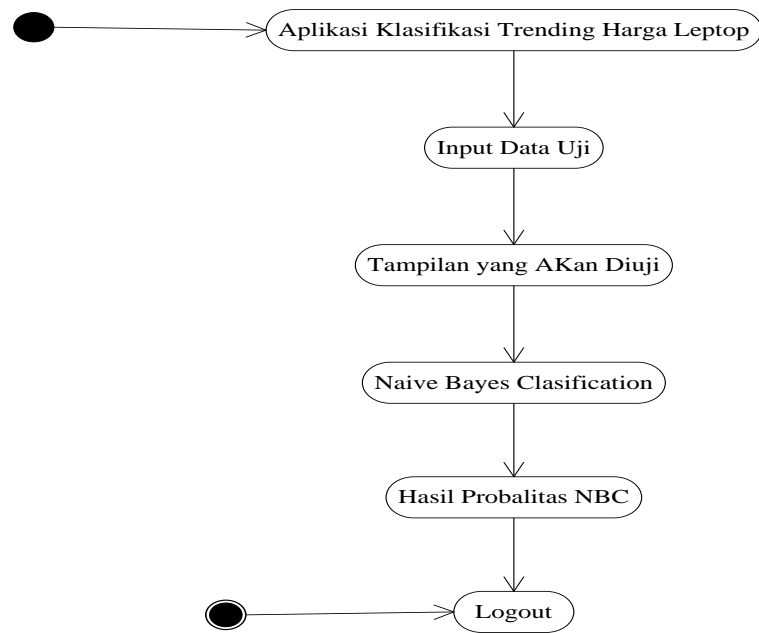 Aplikasi Klasifikasi Trending Harga Leptop
Input Data Uji
Tampilan yang AKan Diuji
Naive Bayes Clasification
Hasil Probalitas NBC
Logout